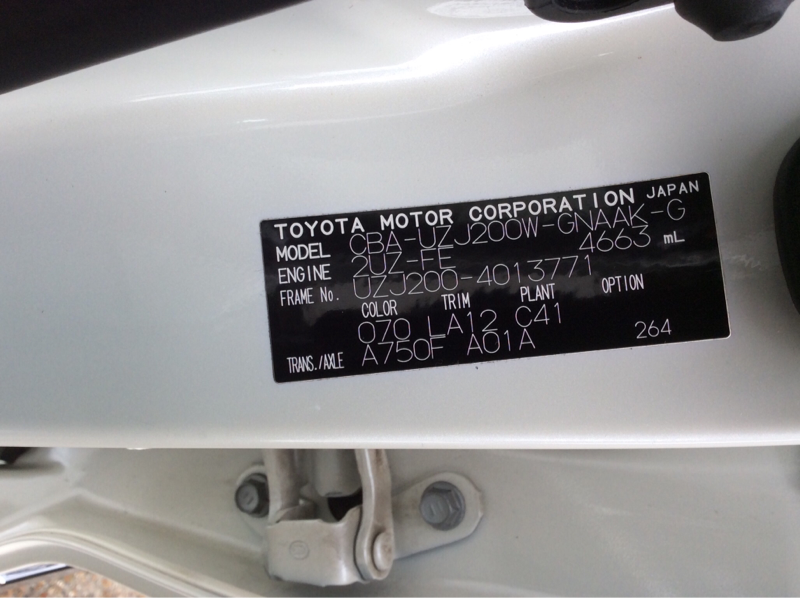 TOYOTA MOTOR CORPORATION JAPAN
MODEL CBA-UZJ200W-GNAAK-G
ENGINE 2UZ-FE 4663 mL
FRAME No. UZJ200-4013771
COLOR TRIM PLANT OPTION
070 LA12 C41
TRANS./AXLE A750F A01A 264